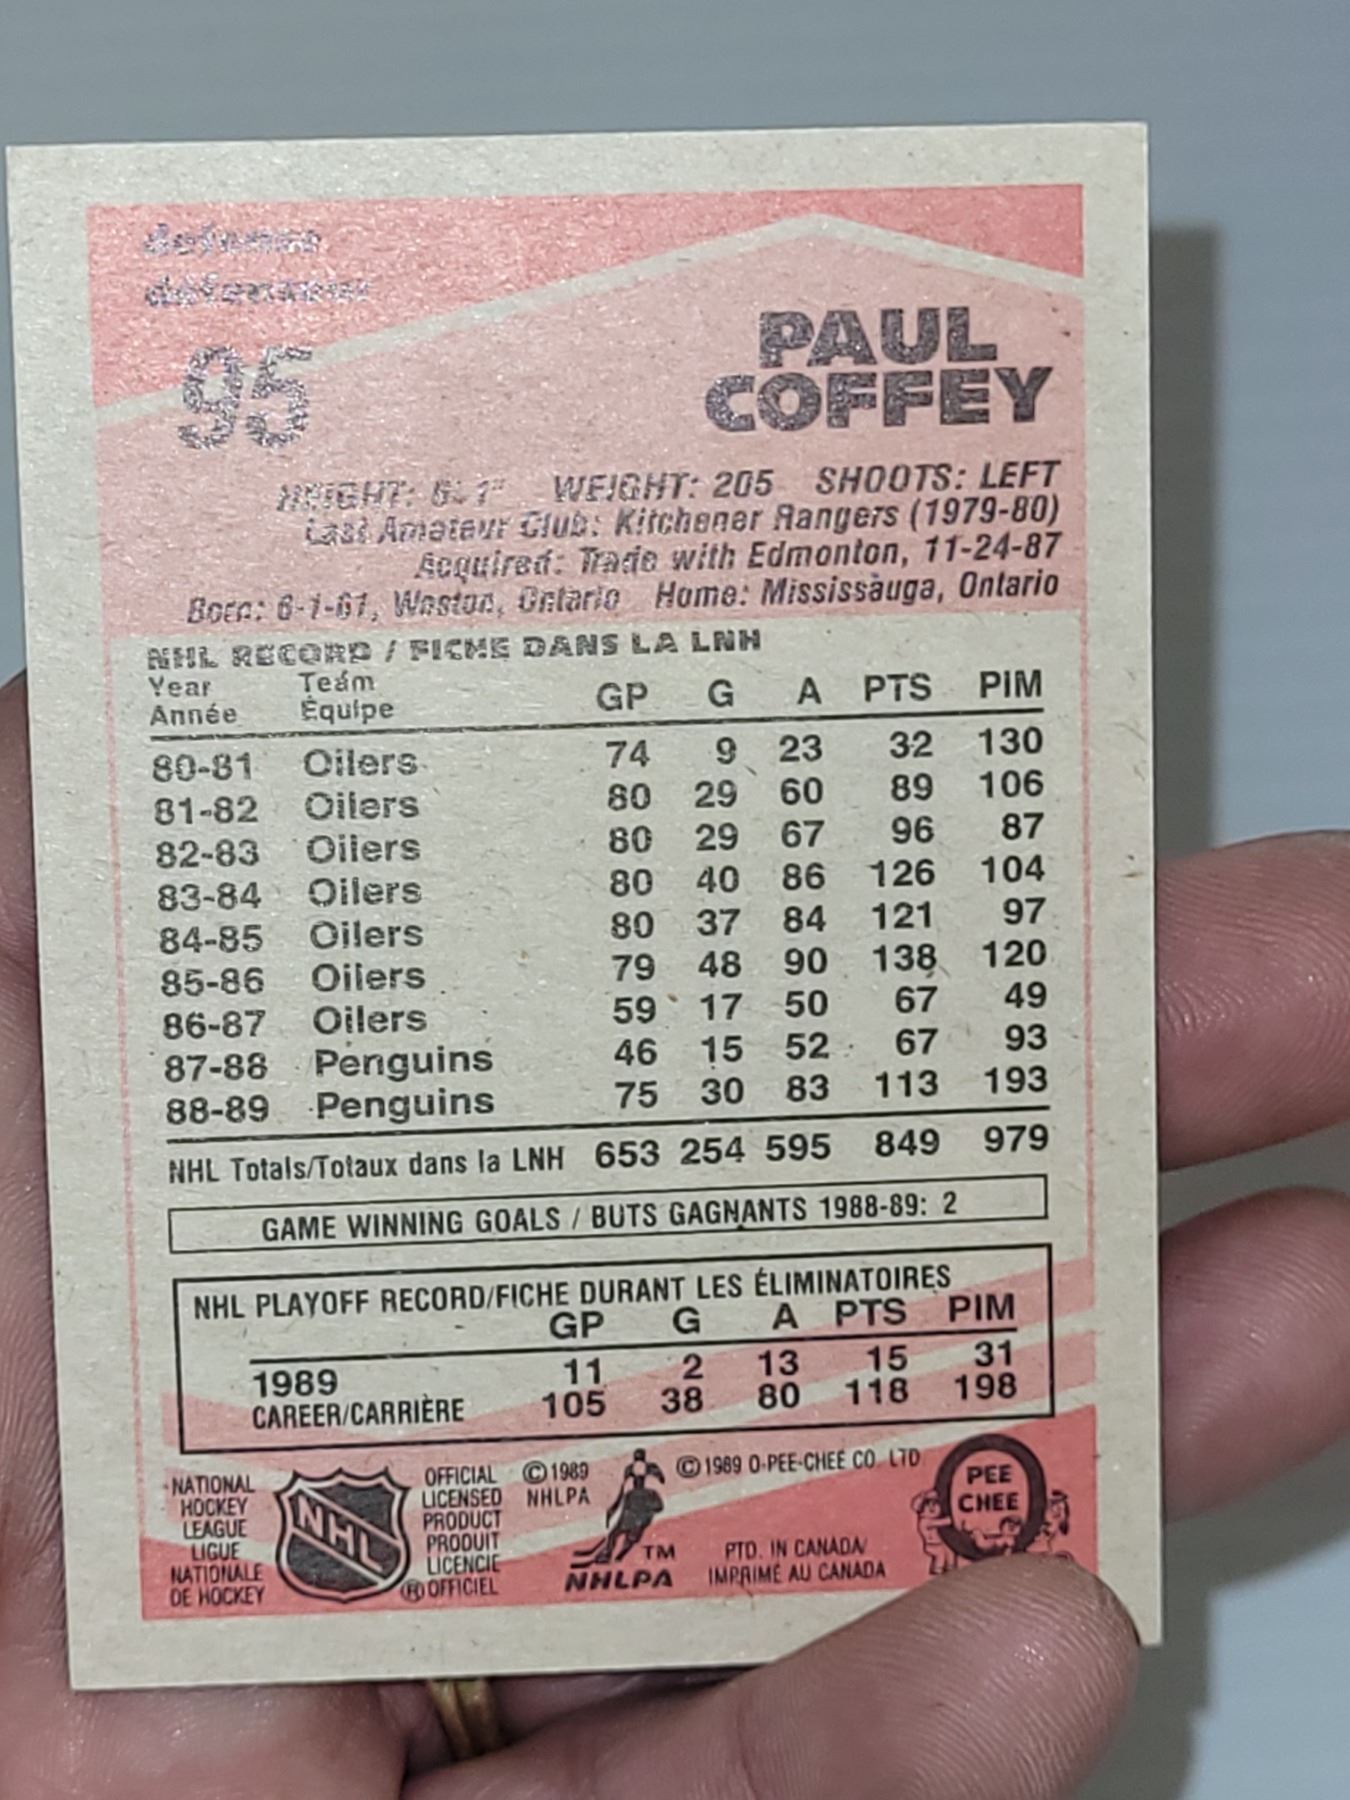 defense
défenseur
95
PAUL
COFFEY
HEIGHT: 6' 1" WEIGHT: 205 SHOOTS: LEFT
Last Amateur Club: Kitchener Rangers (1979-80)
Acquired: Trade with Edmonton, 11-24-87
Born: 6-1-61, Weston, Ontario Home: Mississauga, Ontario
NHL RECORD / FICHE DANS LA LNH
Year Team GP G A PTS PIM
Année Équipe
80-81 Oilers 74 9 23 32 130
81-82 Oilers 80 29 60 89 106
82-83 Oilers 80 29 67 96 87
83-84 Oilers 80 40 86 126 104
84-85 Oilers 80 37 84 121 97
85-86 Oilers 79 48 90 138 120
86-87 Oilers 59 17 50 67 49
87-88 Penguins 46 15 52 67 93
88-89 Penguins 75 30 83 113 193
NHL Totals/Totaux dans la LNH 653 254 595 849 979
GAME WINNING GOALS / BUTS GAGNANTS 1988-89: 2
NHL PLAYOFF RECORD/FICHE DURANT LES ÉLIMINATOIRES
GP G A PTS PIM
1989 11 2 13 15 31
CAREER/CARRIÈRE 105 38 80 118 198
NATIONAL
HOCKEY
LEAGUE
LIGUE
NATIONALE
DE HOCKEY
NHL
OFFICIAL
LICENSED
PRODUCT
PRODUIT
LICENCIE
® OFFICIEL
© 1989
NHLPA
TM
NHLPA
© 1989 O-PEE-CHEE CO. LTD
PTD. IN CANADA/
IMPRIMÉ AU CANADA
O
PEE
CHEE